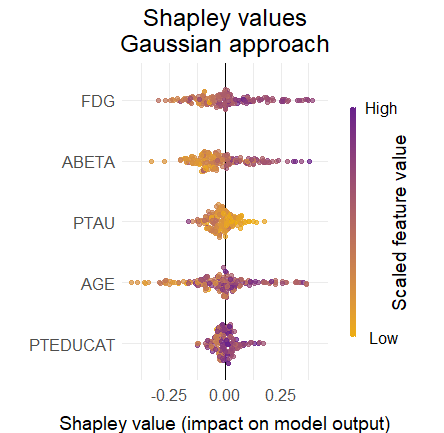 Shapley values
Gaussian approach
FDG
ABETA
PTAU
AGE
PTEDUCAT
-0.25 0.00 0.25
Shapley value (impact on model output)
High
Low
Scaled feature value